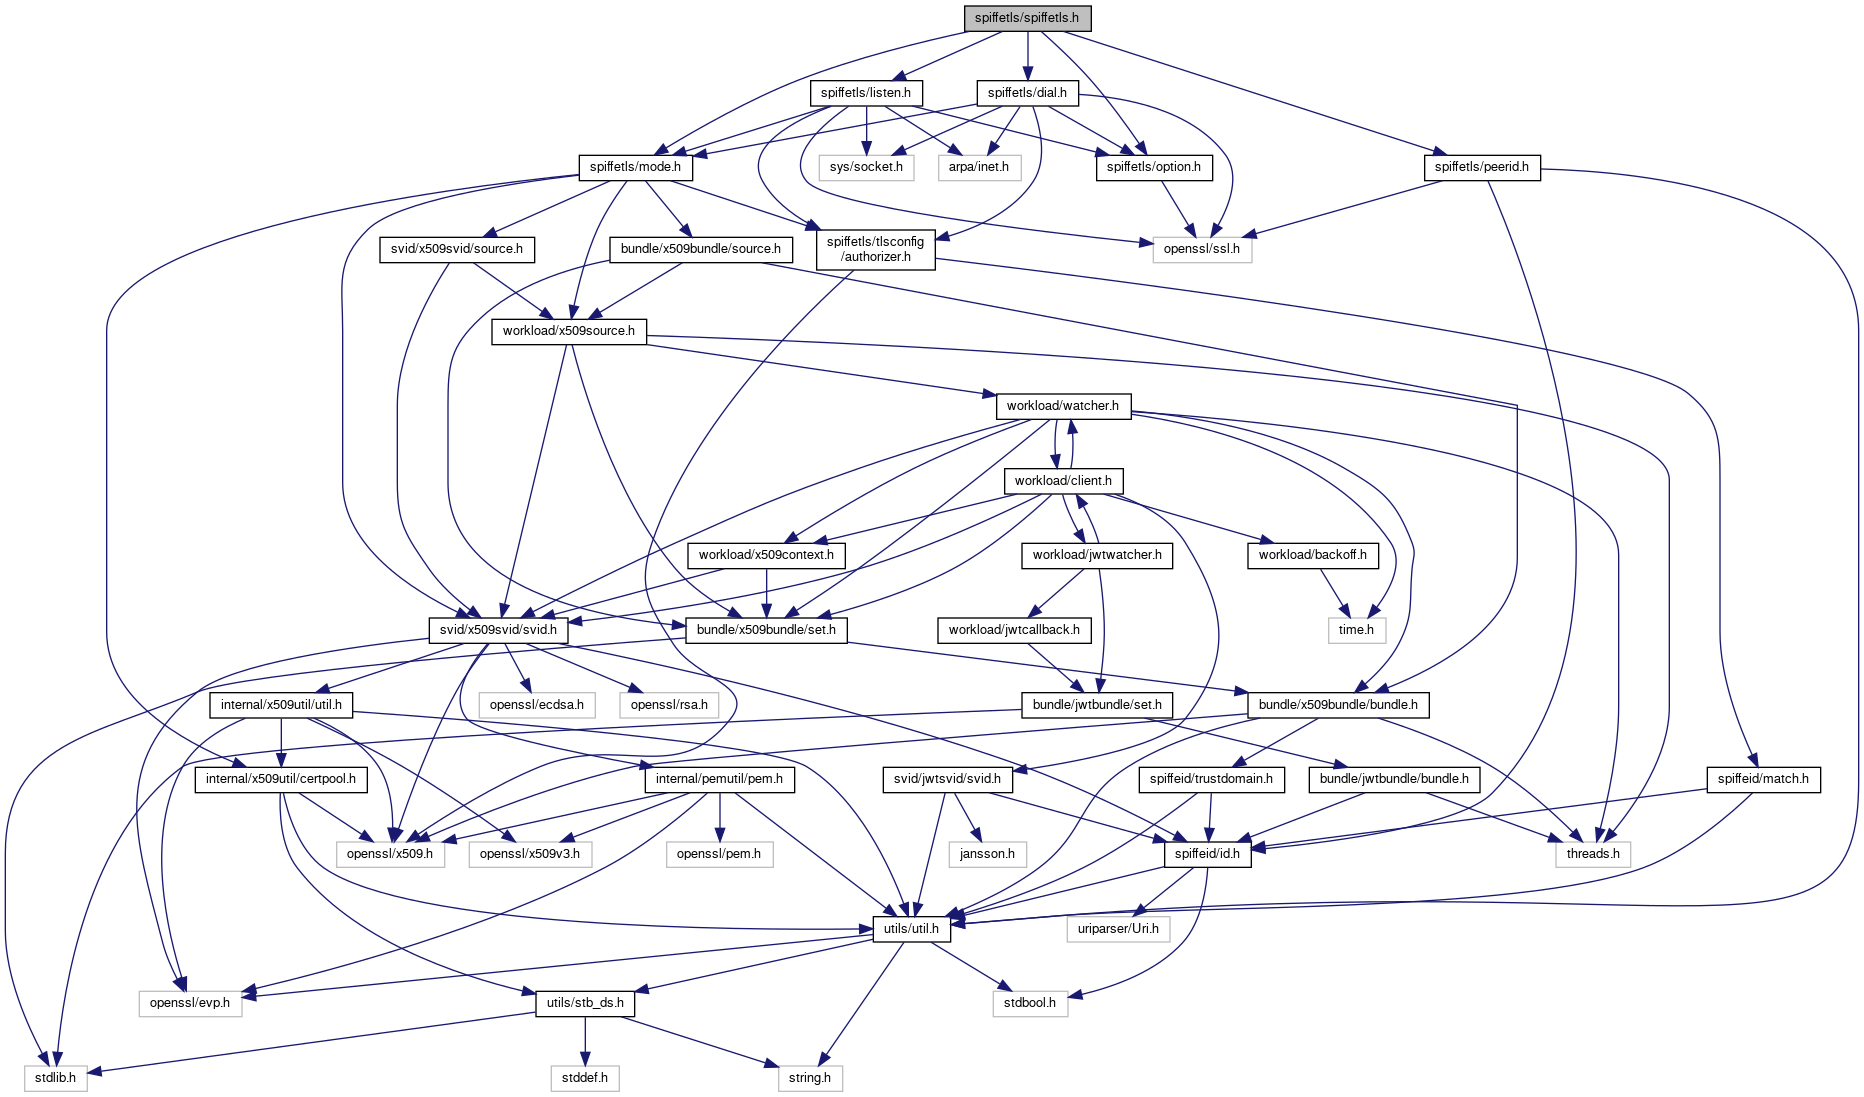 spiffetls/spiffetls.h
spiffetls/listen.h
spiffetls/dial.h
spiffetls/mode.h
sys/socket.h
arpa/inet.h
spiffetls/option.h
spiffetls/peerid.h
svid/x509svid/source.h
bundle/x509bundle/source.h
spiffetls/tlsconfig
/authorizer.h
openssl/ssl.h
workload/x509source.h
workload/watcher.h
workload/client.h
workload/x509context.h
workload/jwtwatcher.h
workload/backoff.h
svid/x509svid/svid.h
bundle/x509bundle/set.h
workload/jwtcallback.h
time.h
internal/x509util/util.h
openssl/ecdsa.h
openssl/rsa.h
bundle/jwtbundle/set.h
bundle/x509bundle/bundle.h
internal/x509util/certpool.h
internal/pemutil/pem.h
svid/jwtsvid/svid.h
spiffeid/trustdomain.h
bundle/jwtbundle/bundle.h
spiffeid/match.h
openssl/x509.h
openssl/x509v3.h
openssl/pem.h
jansson.h
spiffeid/id.h
threads.h
utils/util.h
uriparser/Uri.h
openssl/evp.h
utils/stb_ds.h
stdbool.h
stdlib.h
stddef.h
string.h